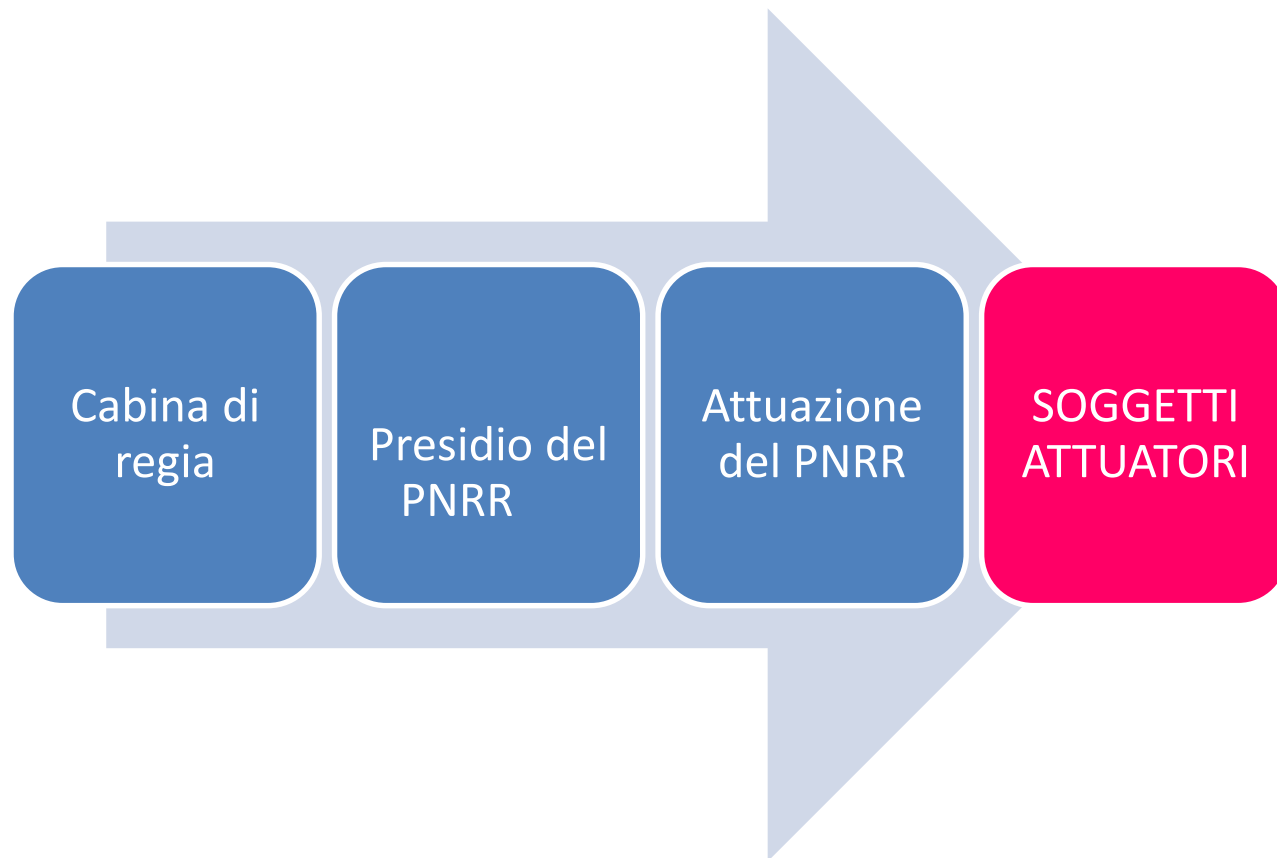 Cabina di
regia
Presidio del
PNRR
Attuazione
del PNRR
SOGGETTI
ATTUATORI